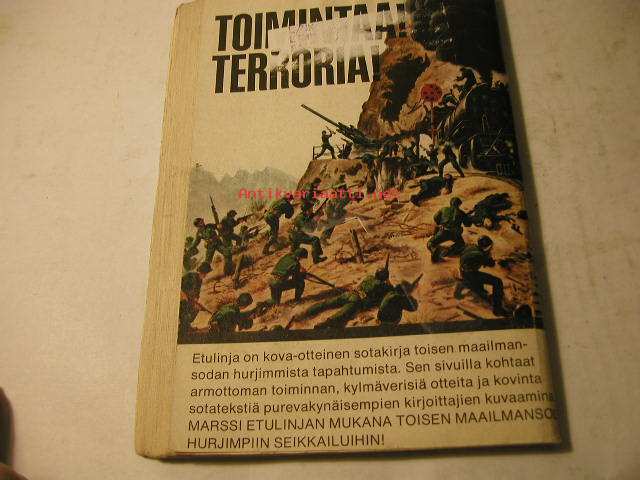 TOIMINTAA!
TERRORIA!
Antikvariaatti.net
Etulinja on kova-otteinen sotakirja toisen maailman-
sodan hurjimmista tapahtumista. Sen sivuilla kohtaat
armottoman toiminnan, kylmäverisiä otteita ja kovinta
sotatekstiä purevakynäisempien kirjoittajien kuvaamina
MARSSI ETULINJAN MUKANA TOISEN MAAILMANSO
HURJIMPIIN SEIKKAILUIHIN!